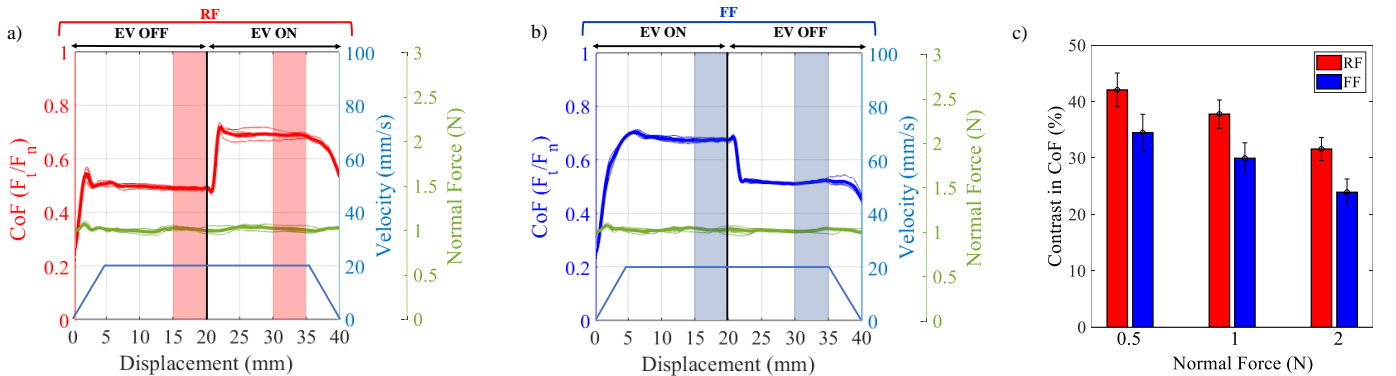 a)
RF
EV OFF
EV ON
CoF (Ft/Fn)
1
0.8
0.6
0.4
0.2
0
0 5 10 15 20 25 30 35 40
Displacement (mm)
100
80
60
40
20
0
Velocity (mm/s)
3
2.5
2
1.5
1
0.5
0
Normal Force (N)
b)
FF
EV ON
EV OFF
CoF (Ft/Fn)
1
0.8
0.6
0.4
0.2
0
0 5 10 15 20 25 30 35 40
Displacement (mm)
100
80
60
40
20
0
Velocity (mm/s)
3
2.5
2
1.5
1
0.5
0
Normal Force (N)
c)
Contrast in CoF (%)
50
40
30
20
10
0
RF
FF
0.5 1 2
Normal Force (N)